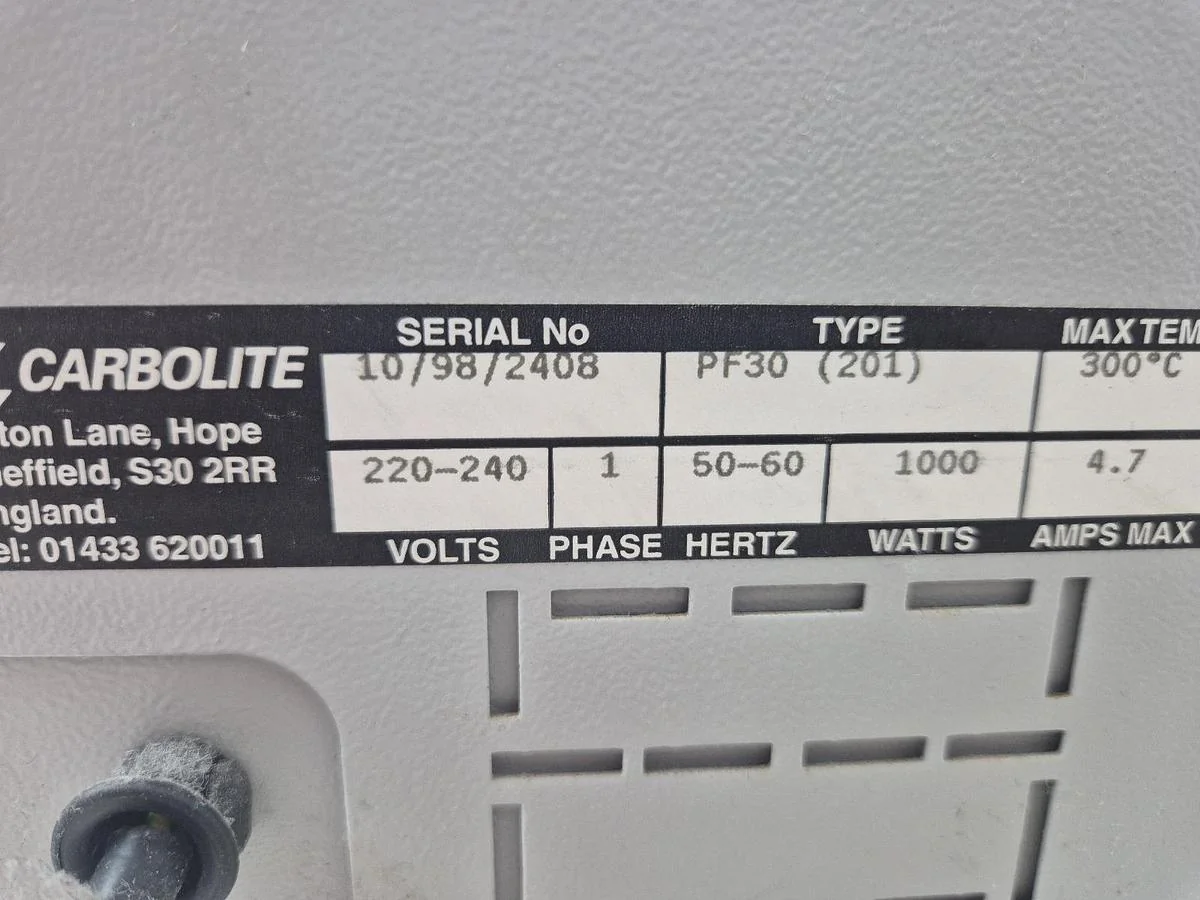 CARBOLITE
ton Lane, Hope
effield, S30 2RR
ngland.
el: 01433 620011
SERIAL No TYPE MAX TEM
10/98/2408 PF30 (201) 300°C
220-240 1 50-60 1000 4.7
VOLTS PHASE HERTZ WATTS AMPS MAX